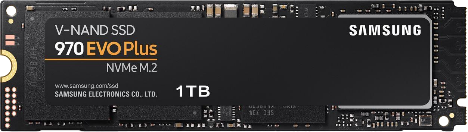 V-NAND SSD
970 EVO Plus
NVMe M.2
SAMSUNG
www.samsung.com/ssd
SAMSUNG ELECTRONICS CO., LTD.
1TB